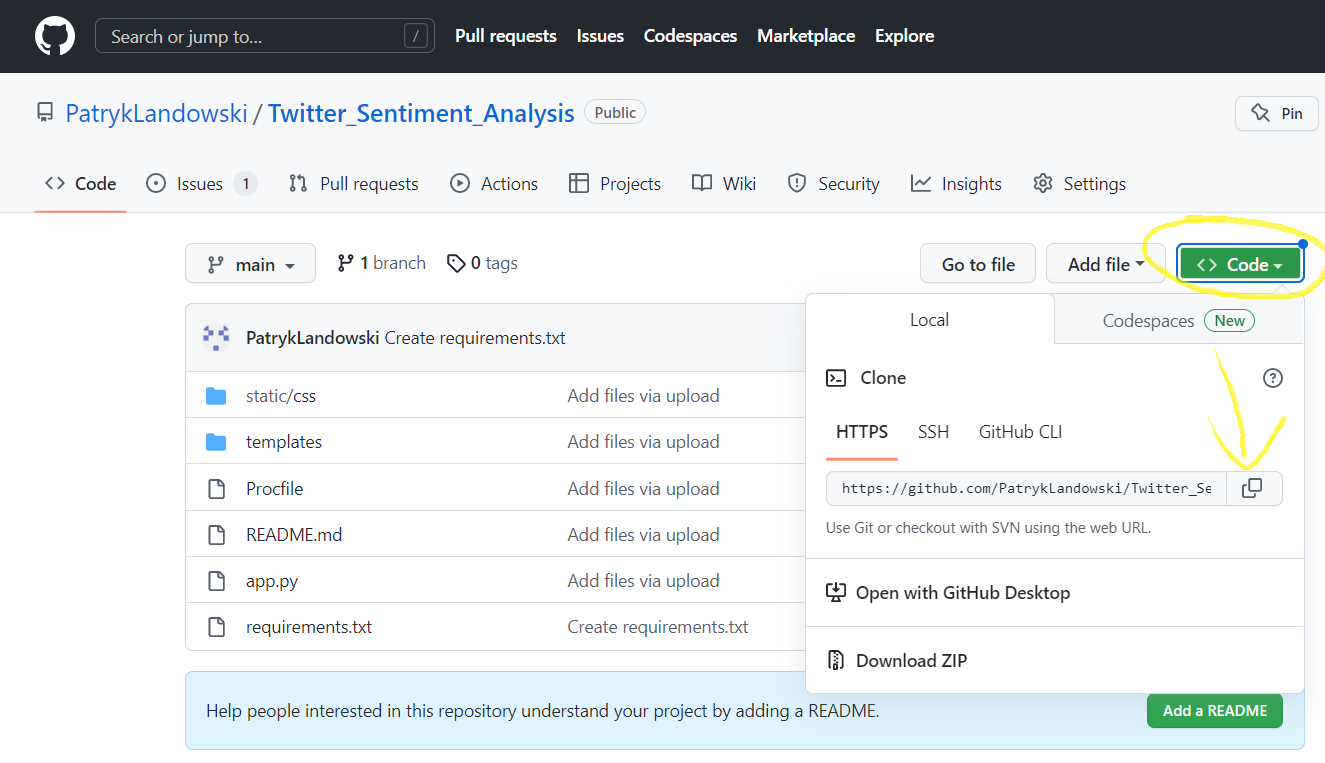 Search or jump to... /
Pull requests Issues Codespaces Marketplace Explore
PatrykLandowski / Twitter_Sentiment_Analysis Public
Pin
Code Issues 1 Pull requests Actions Projects Wiki Security Insights Settings
main 1 branch 0 tags
Go to file Add file Code
PatrykLandowski Create requirements.txt
static/css Add files via upload
templates Add files via upload
Procfile Add files via upload
README.md Add files via upload
app.py Add files via upload
requirements.txt Create requirements.txt
Local Codespaces New
Clone
HTTPS SSH GitHub CLI
https://github.com/PatrykLandowski/Twitter_Se
Use Git or checkout with SVN using the web URL.
Open with GitHub Desktop
Download ZIP
Help people interested in this repository understand your project by adding a README.
Add a README